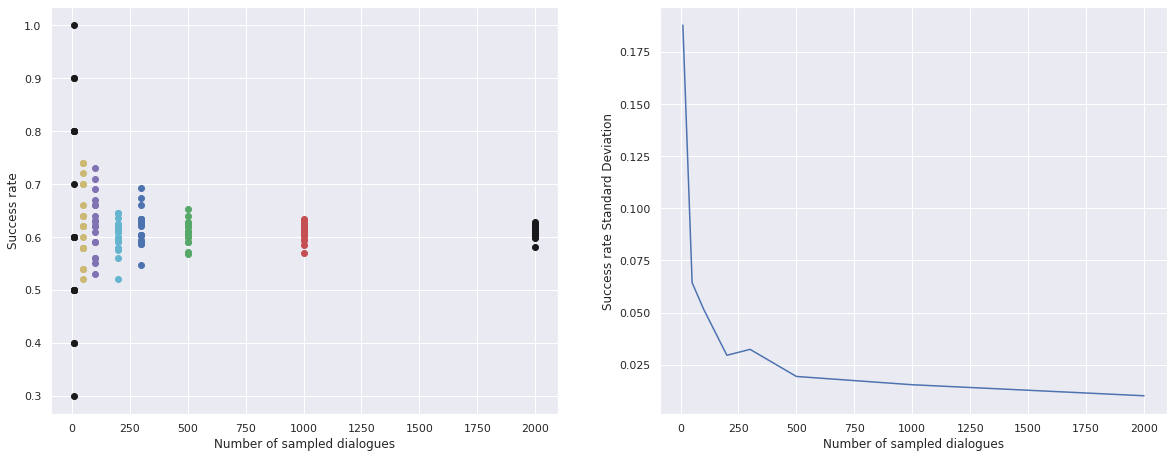 1.0
0.9
0.8
0.7
0.6
0.5
0.4
0.3
Success rate
0 250 500 750 1000 1250 1500 1750 2000
Number of sampled dialogues
0.175
0.150
0.125
0.100
0.075
0.050
0.025
Success rate Standard Deviation
0 250 500 750 1000 1250 1500 1750 2000
Number of sampled dialogues